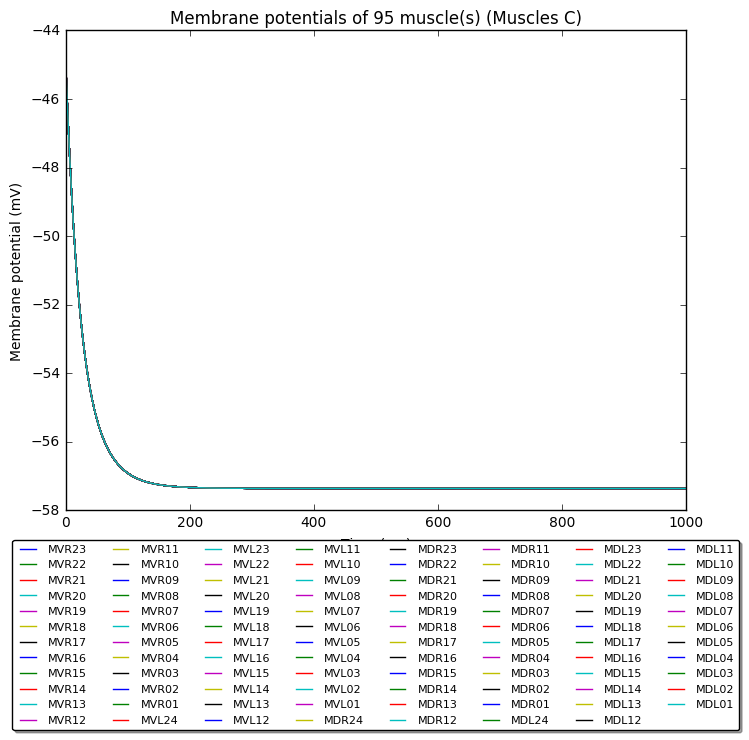 Membrane potentials of 95 muscle(s) (Muscles C)
Membrane potential (mV)
−44
−46
−48
−50
−52
−54
−56
−58
0 200 400 600 800 1000
MVR23 MVR11 MVL23 MVL11 MDR23 MDR11 MDL23 MDL11
MVR22 MVR10 MVL22 MVL10 MDR22 MDR10 MDL22 MDL10
MVR21 MVR09 MVL21 MVL09 MDR21 MDR09 MDL21 MDL09
MVR20 MVR08 MVL20 MVL08 MDR20 MDR08 MDL20 MDL08
MVR19 MVR07 MVL19 MVL07 MDR19 MDR07 MDL19 MDL07
MVR18 MVR06 MVL18 MVL06 MDR18 MDR06 MDL18 MDL06
MVR17 MVR05 MVL17 MVL05 MDR17 MDR05 MDL17 MDL05
MVR16 MVR04 MVL16 MVL04 MDR16 MDR04 MDL16 MDL04
MVR15 MVR03 MVL15 MVL03 MDR15 MDR03 MDL15 MDL03
MVR14 MVR02 MVL14 MVL02 MDR14 MDR02 MDL14 MDL02
MVR13 MVR01 MVL13 MVL01 MDR13 MDR01 MDL13 MDL01
MVR12 MVL24 MVL12 MDR24 MDR12 MDL24 MDL12